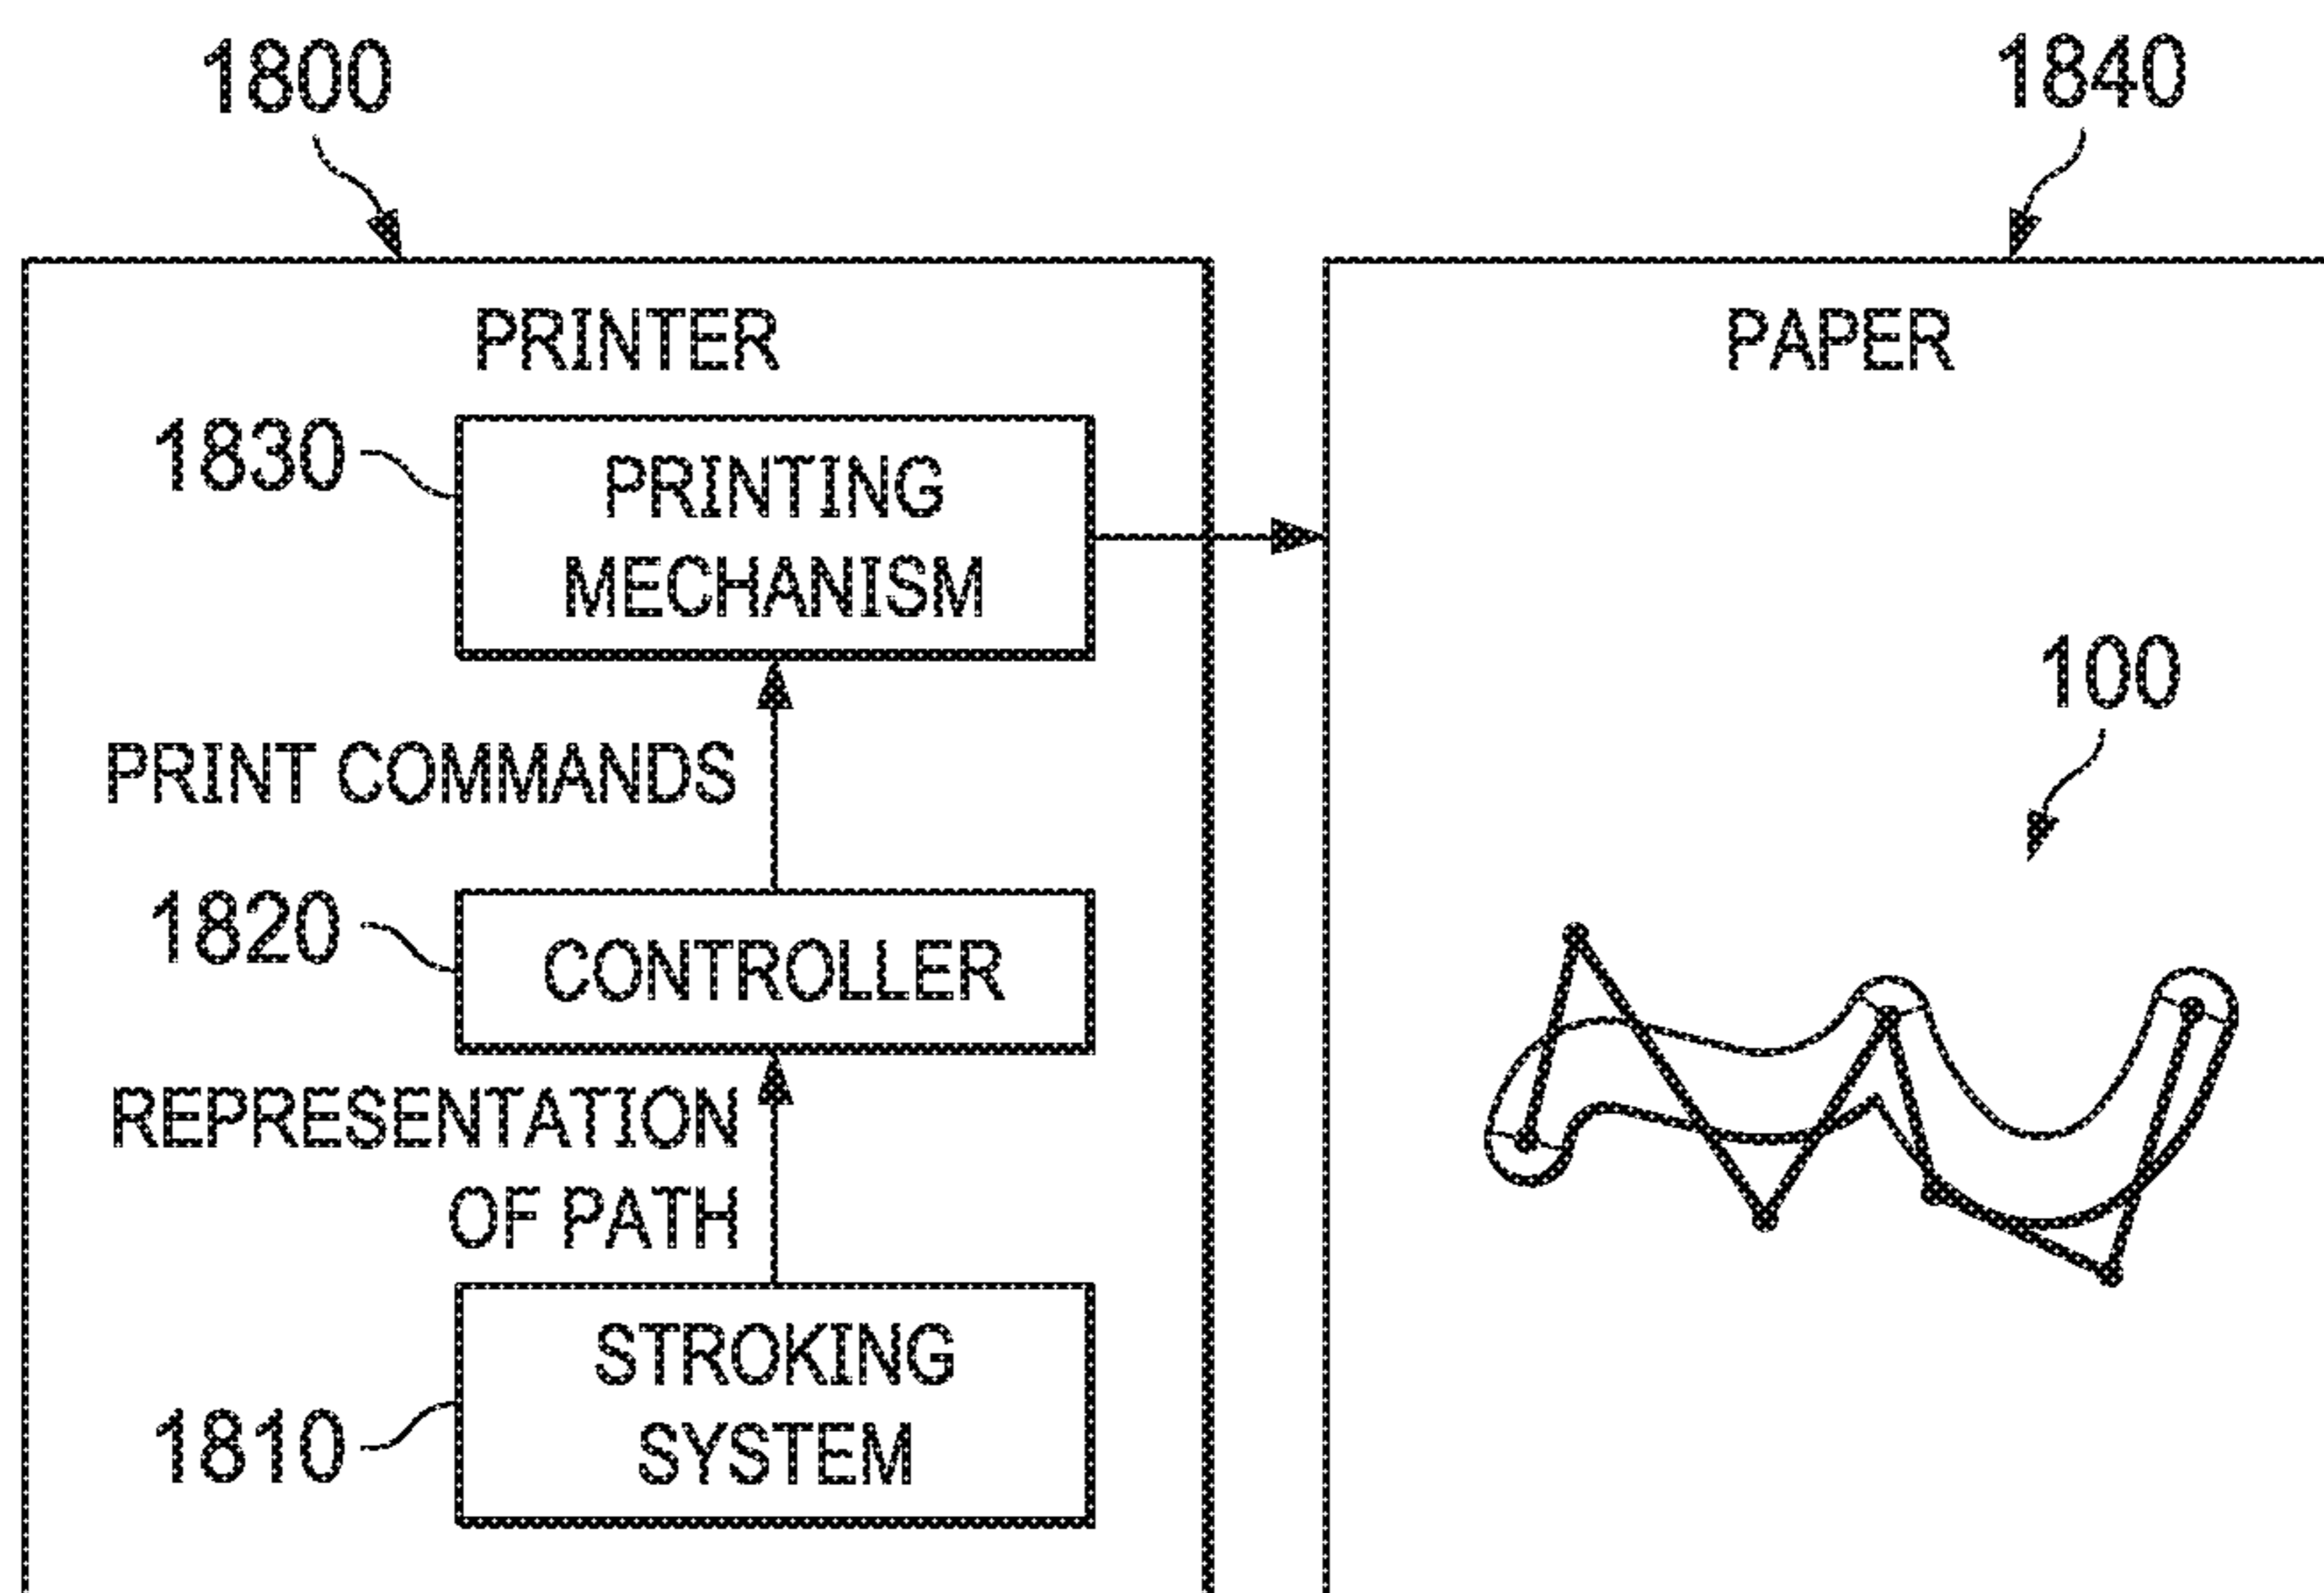 1800
1840
PRINTER
PAPER
1830
PRINTING
MECHANISM
100
PRINT COMMANDS
1820
CONTROLLER
REPRESENTATION
OF PATH
STROKING
SYSTEM
1810